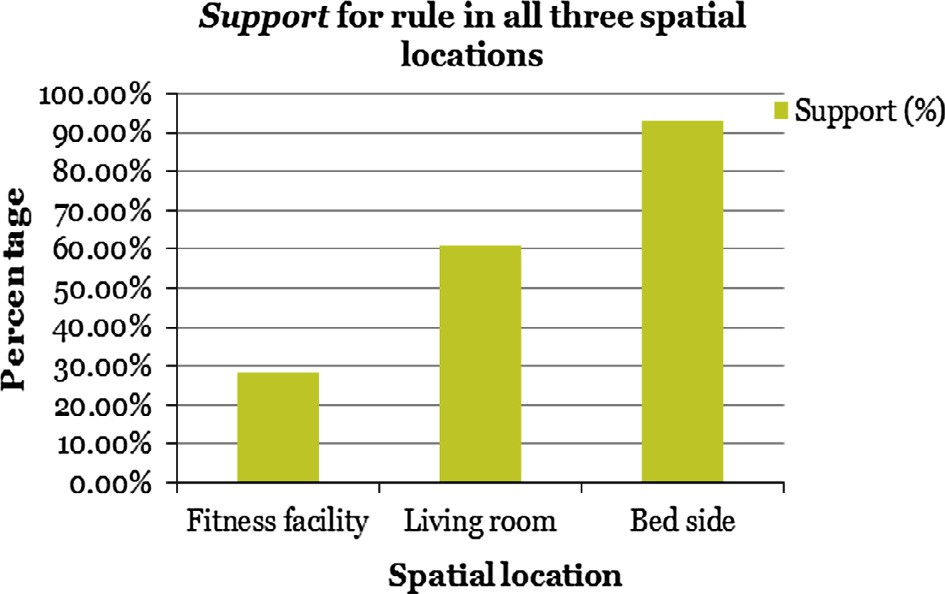 Support for rule in all three spatial
locations
100.00%
90.00%
80.00%
70.00%
60.00%
50.00%
40.00%
30.00%
20.00%
10.00%
0.00%
Percentage
Support (%)
Fitness facility
Living room
Bed side
Spatial location